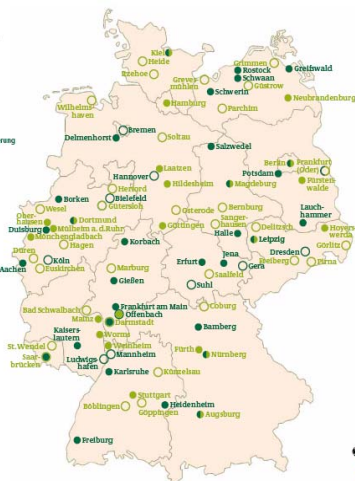 Kiel
Heide
Itzehoe
Greves-
mühlen
Grimmen
Rostock
Schwaan
Güstrow
Greifswald
Schwerin
Neubrandenburg
Wilhelms-
haven
Hamburg
Parchim
rung
Bremen
Delmenhorst
Soltau
Salzwedel
Laatzen
Hannover
Berlin
Frankfurt
(Oder)
Potsdam
Fürsten-
walde
Hildesheim
Magdeburg
Herford
Bielefeld
Gütersloh
Borken
Wesel
Ober-
hausen
Dortmund
Duisburg
Mülheim a.d.Ruhr
Mönchengladbach
Hagen
Osterode
Bernburg
Sanger-
hausen
Göttingen
Halle
Delitzsch
Leipzig
Lauch-
hammer
Hoyers-
werda
Görlitz
Dresden
Düren
Köln
Aachen
Euskirchen
Korbach
Marburg
Gießen
Erfurt
Jena
Gera
Saalfeld
Freiberg
Pirna
Suhl
Bad Schwalbach
Frankfurt am Main
Offenbach
Mainz
Darmstadt
Coburg
Bamberg
Kaisers-
lautern
Worms
Weinheim
St. Wendel
Saar-
brücken
Ludwigs-
hafen
Mannheim
Fürth
Nürnberg
Karlsruhe
Künzelsau
Stuttgart
Böblingen
Göppingen
Heidenheim
Augsburg
Freiburg